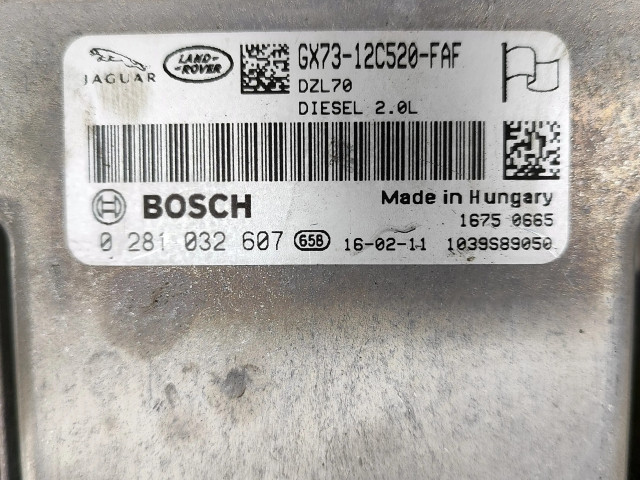 JAGUAR
LAND-
-ROVER
GX73-12C520-FAF
DZL70
DIESEL 2.0L
BOSCH
Made in Hungary
1675 0665
0 281 032 607 658 16-02-11 1039S89050